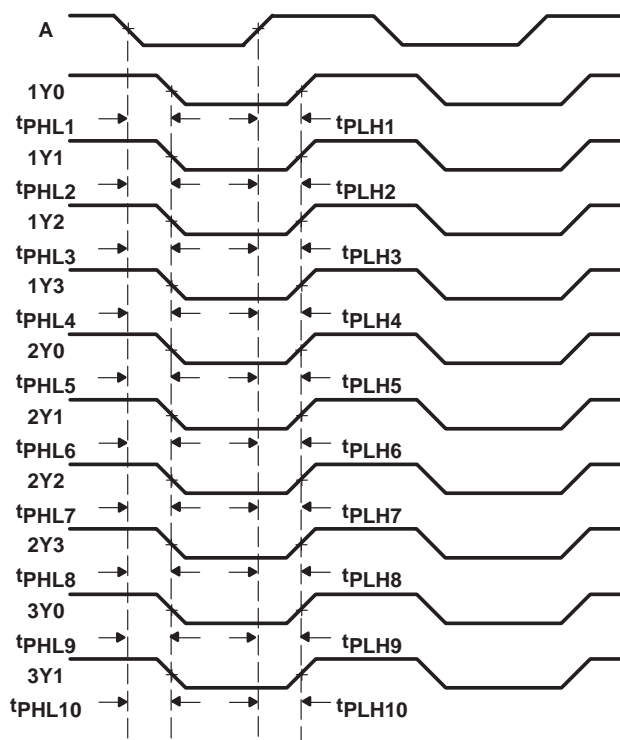 A
1Y0
tPHL1 tPLH1
1Y1
tPHL2 tPLH2
1Y2
tPHL3 tPLH3
1Y3
tPHL4 tPLH4
2Y0
tPHL5 tPLH5
2Y1
tPHL6 tPLH6
2Y2
tPHL7 tPLH7
2Y3
tPHL8 tPLH8
3Y0
tPHL9 tPLH9
3Y1
tPHL10 tPLH10